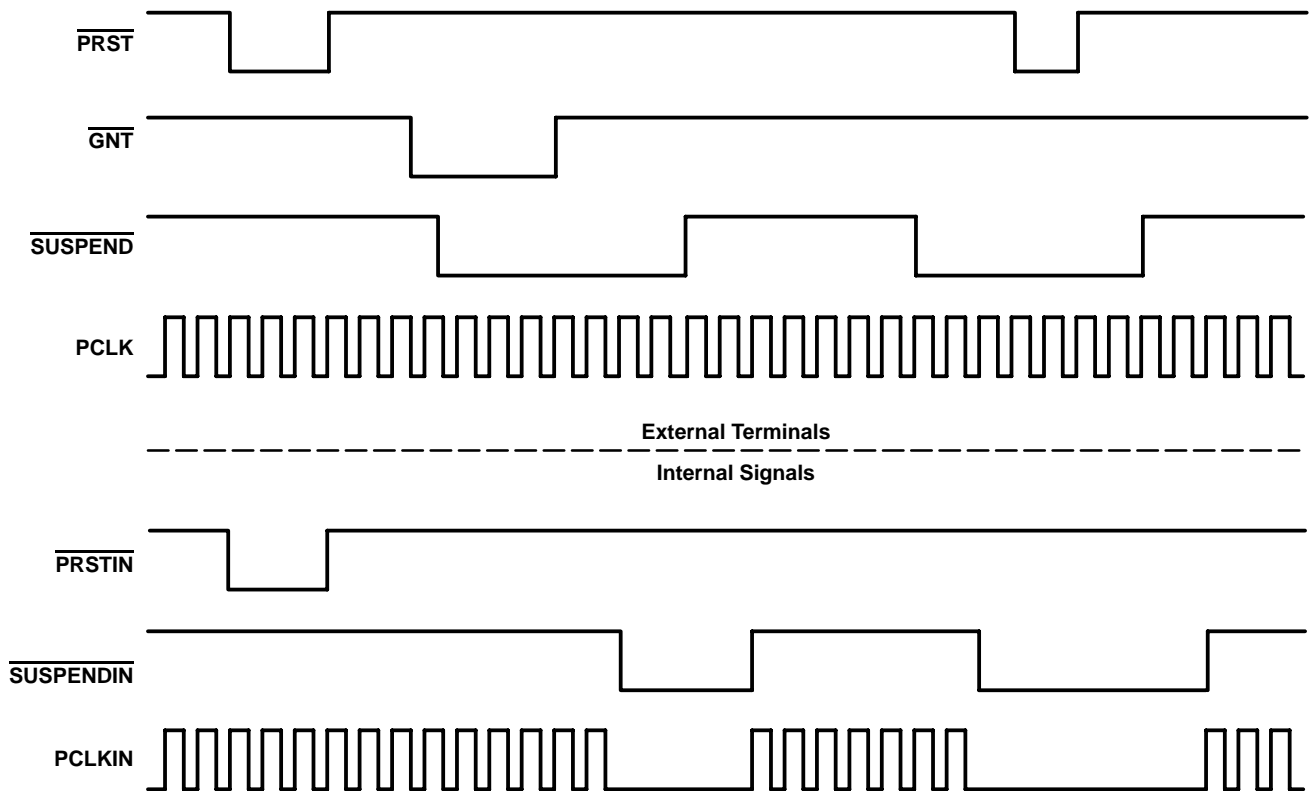 PRST
GNT
SUSPEND
PCLK
External Terminals
Internal Signals
PRSTIN
SUSPENDIN
PCLKIN